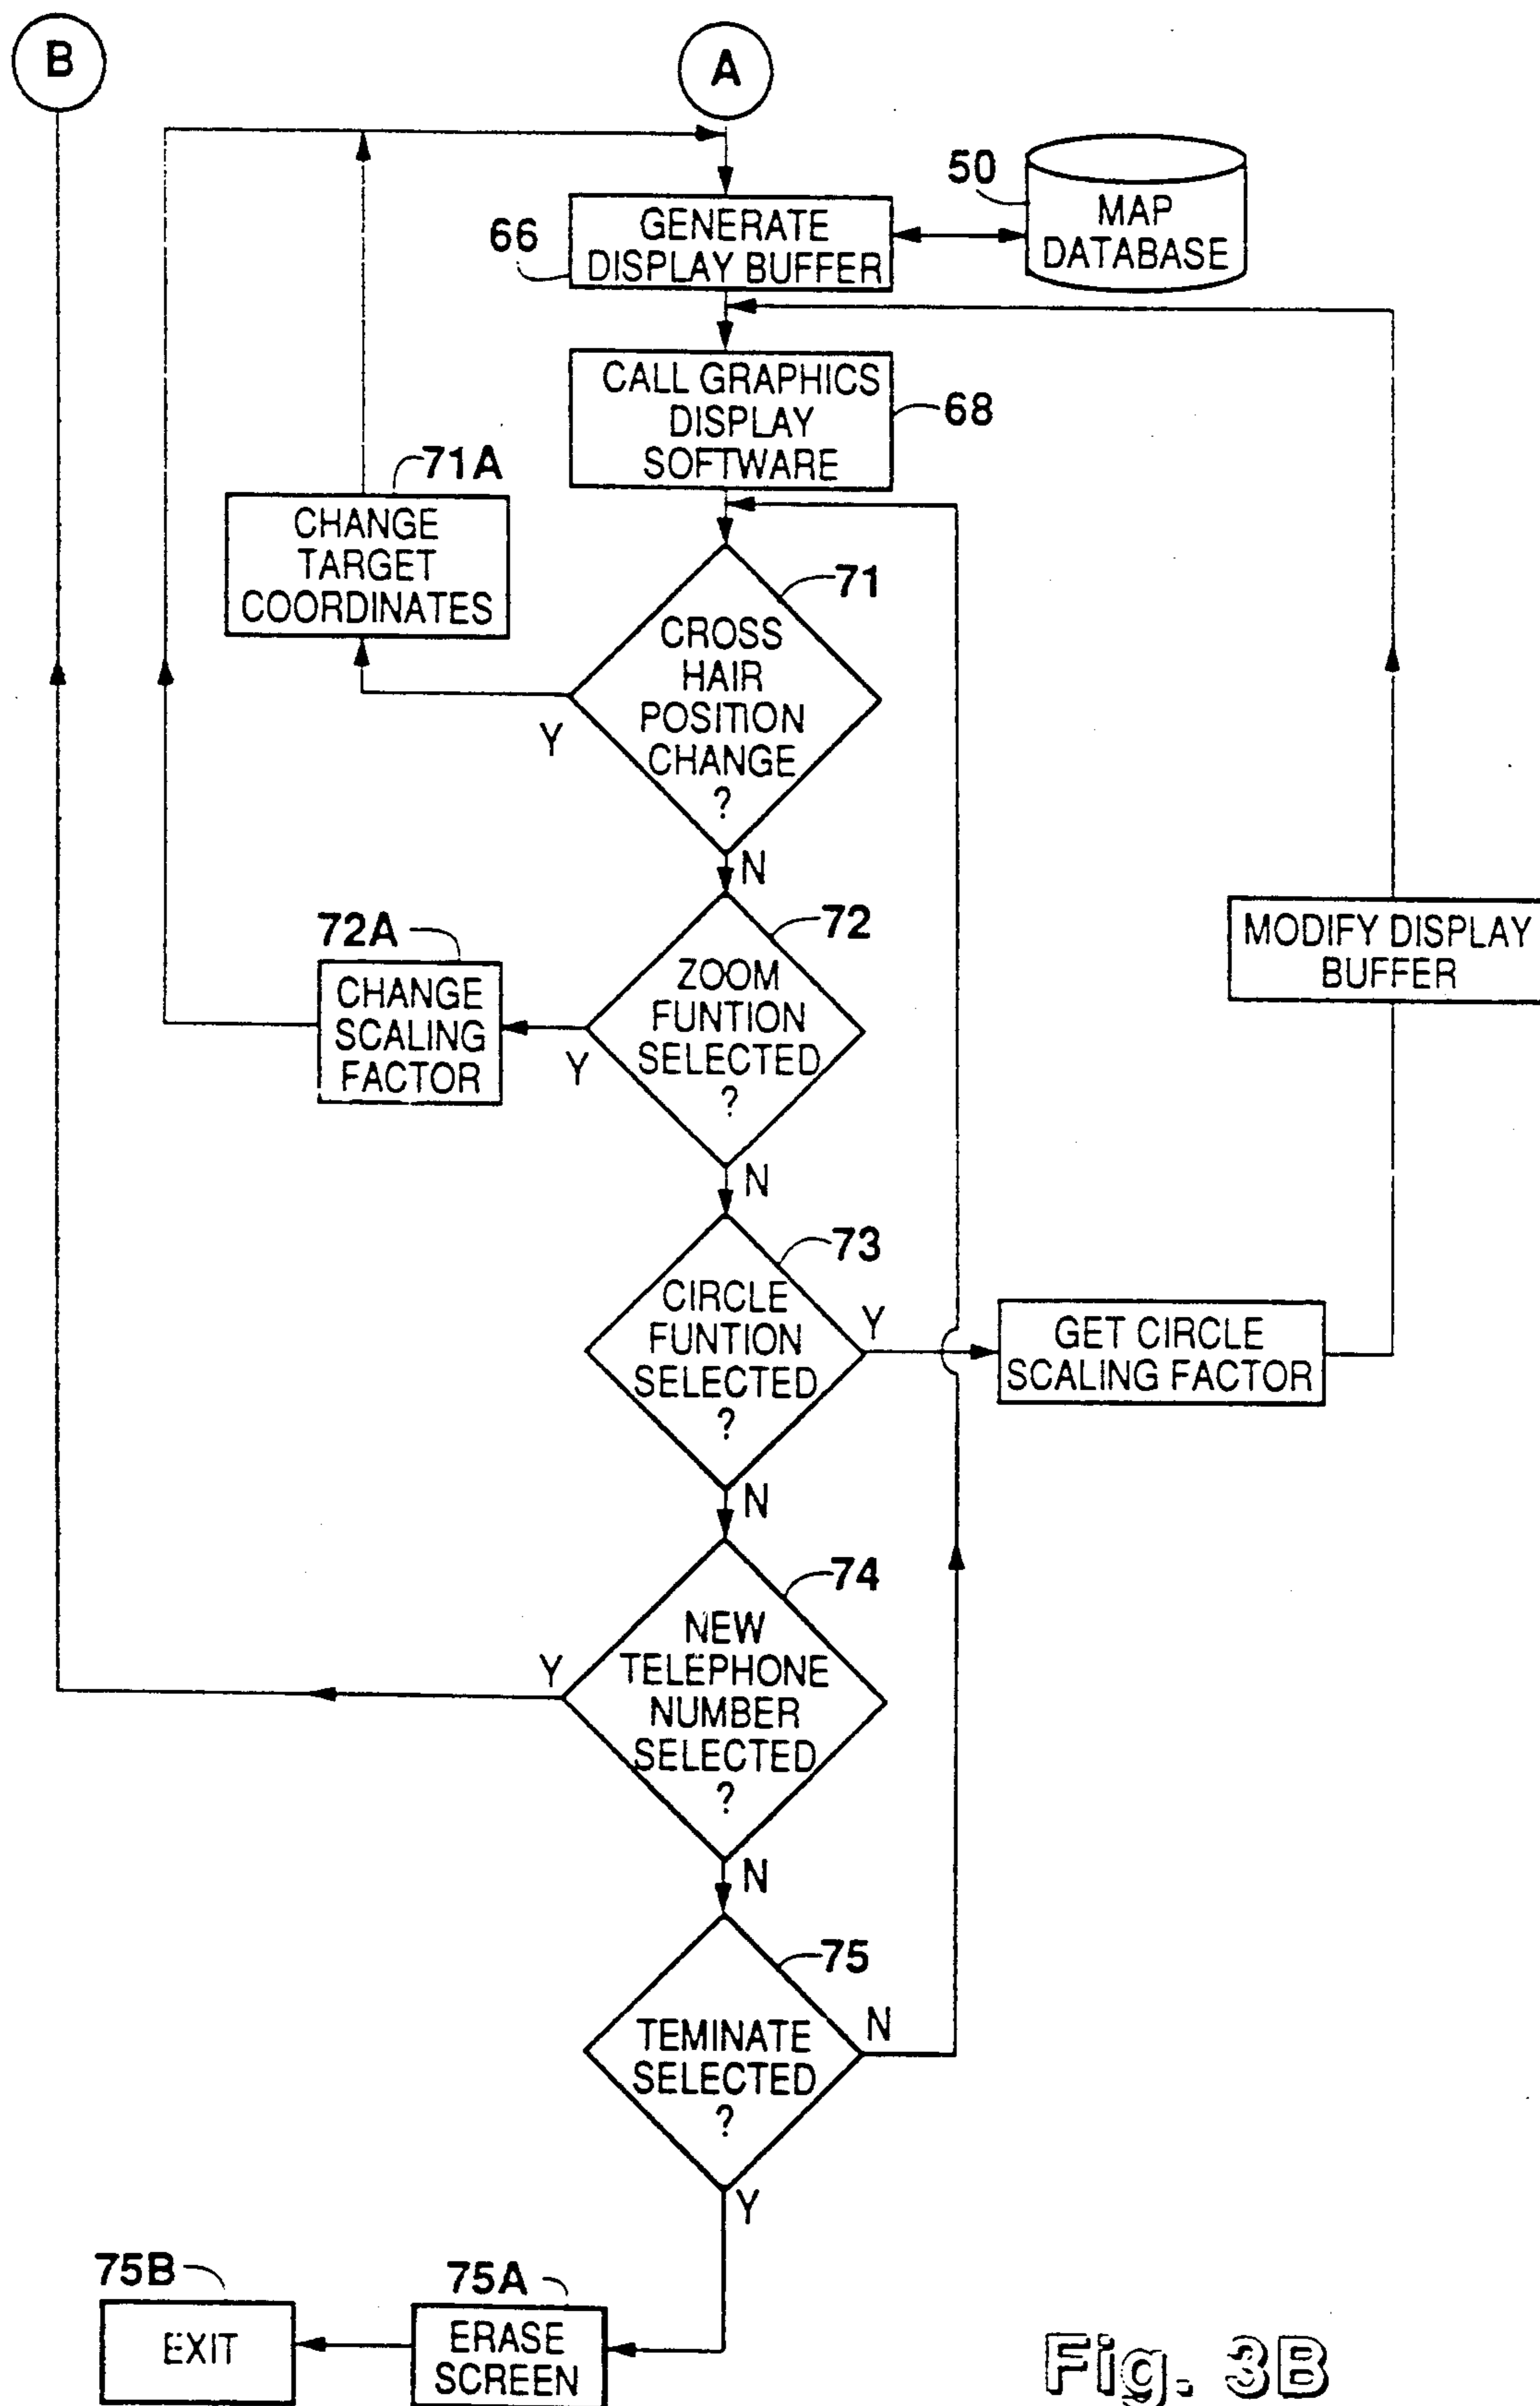 B
A
50
MAP
DATABASE
66
GENERATE
DISPLAY BUFFER
CALL GRAPHICS
DISPLAY
SOFTWARE
68
71A
CHANGE
TARGET
COORDINATES
71
CROSS
HAIR
POSITION
CHANGE
?
Y
N
72A
CHANGE
SCALING
FACTOR
72
ZOOM
FUNTION
SELECTED
?
Y
N
MODIFY DISPLAY
BUFFER
73
CIRCLE
FUNTION
SELECTED
?
Y
N
GET CIRCLE
SCALING FACTOR
74
NEW
TELEPHONE
NUMBER
SELECTED
?
Y
N
75
TEMINATE
SELECTED
?
N
Y
75B
EXIT
75A
ERASE
SCREEN
Fig. 3B